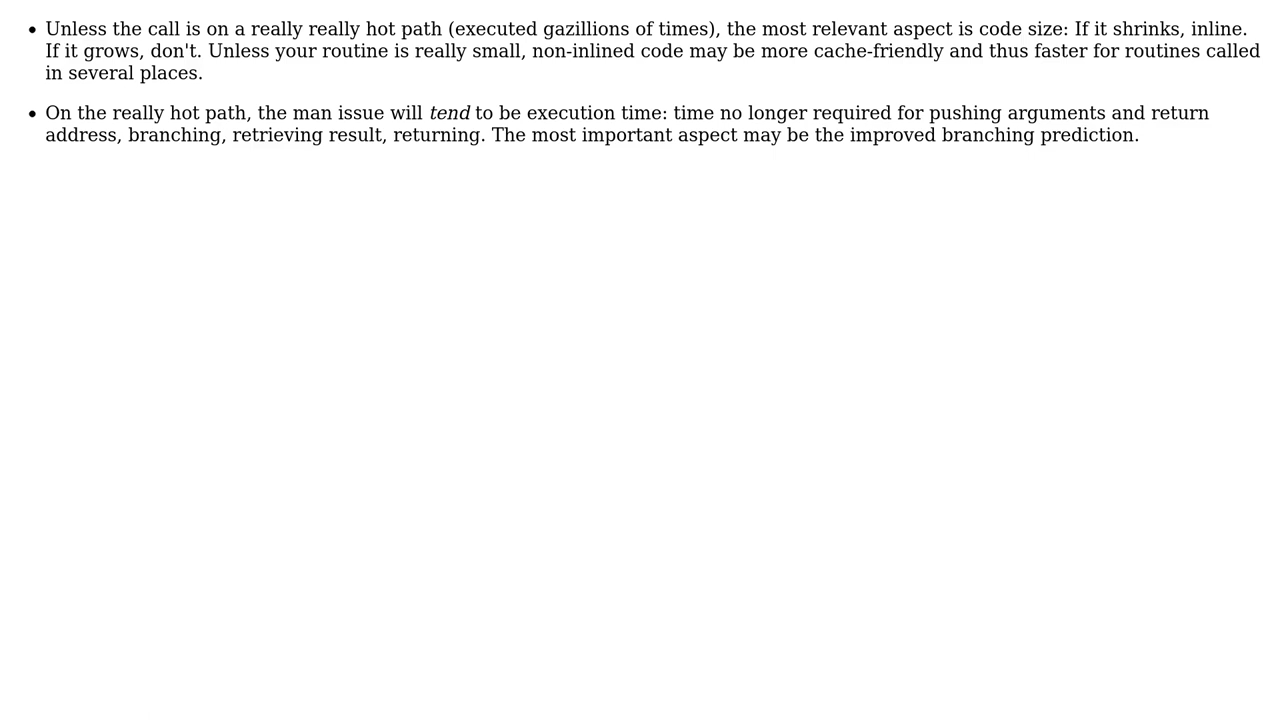 • Unless the call is on a really really hot path (executed gazillions of times), the most relevant aspect is code size: If it shrinks, inline.
If it grows, don't. Unless your routine is really small, non-inlined code may be more cache-friendly and thus faster for routines called
in several places.
• On the really hot path, the man issue will tend to be execution time: time no longer required for pushing arguments and return
address, branching, retrieving result, returning. The most important aspect may be the improved branching prediction.